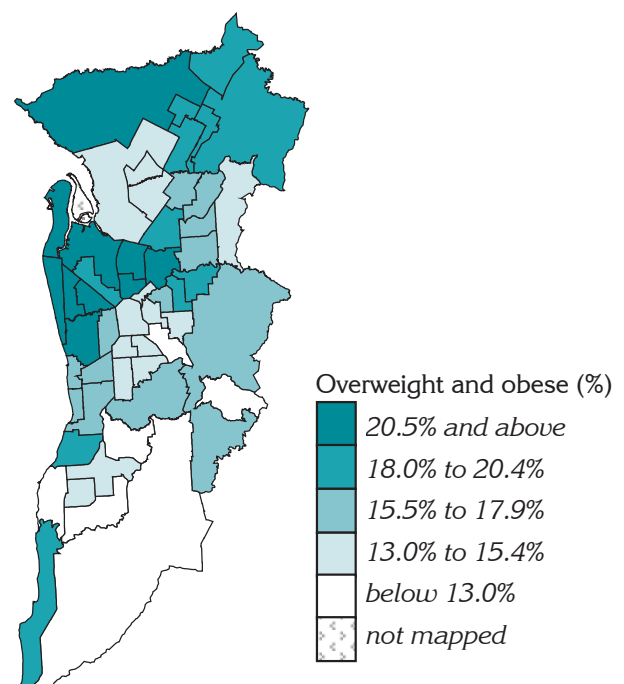 Overweight and obese (%)
20.5% and above
18.0% to 20.4%
15.5% to 17.9%
13.0% to 15.4%
below 13.0%
not mapped